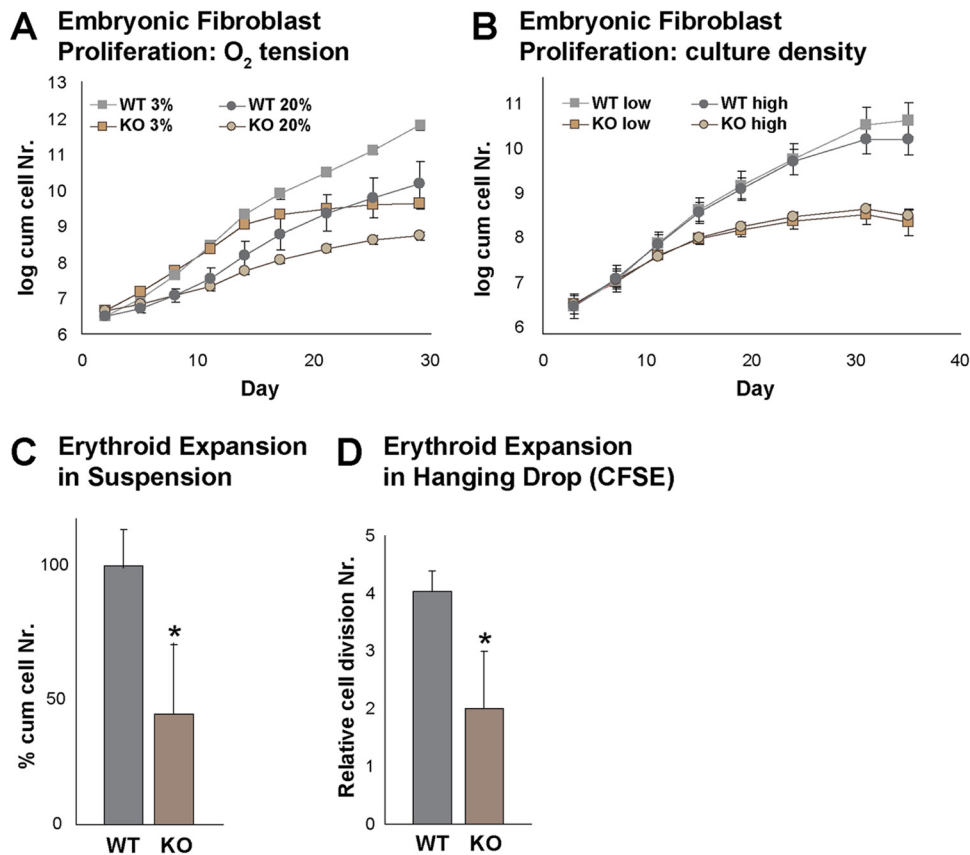 A Embryonic Fibroblast
Proliferation: O2 tension
log cum cell Nr.
13
12
11
10
9
8
7
6
WT 3%
WT 20%
KO 3%
KO 20%
0
10
20
30
Day
B Embryonic Fibroblast
Proliferation: culture density
log cum cell Nr.
11
10
9
8
7
6
WT low
WT high
KO low
KO high
0
10
20
30
40
Day
C Erythroid Expansion
in Suspension
% cum cell Nr.
100
50
0
*
WT
KO
D Erythroid Expansion
in Hanging Drop (CFSE)
Relative cell division Nr.
5
4
3
2
1
0
*
WT
KO